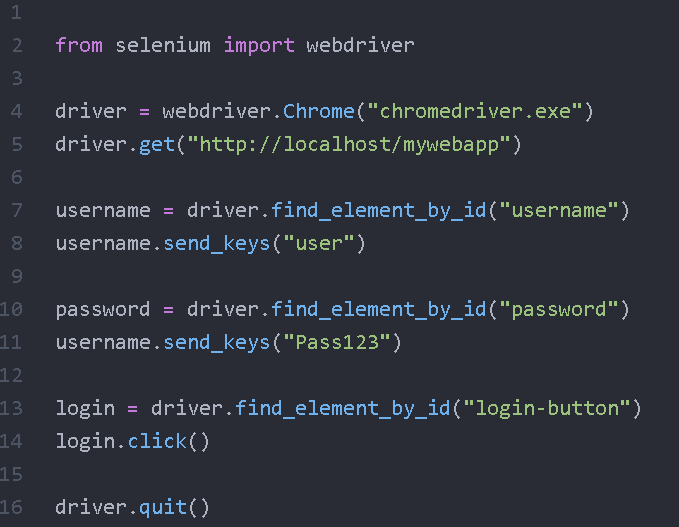 1
2 from selenium import webdriver
3
4 driver = webdriver.Chrome("chromedriver.exe")
5 driver.get("http://localhost/mywebapp")
6
7 username = driver.find_element_by_id("username")
8 username.send_keys("user")
9
10 password = driver.find_element_by_id("password")
11 username.send_keys("Pass123")
12
13 login = driver.find_element_by_id("login-button")
14 login.click()
15
16 driver.quit()